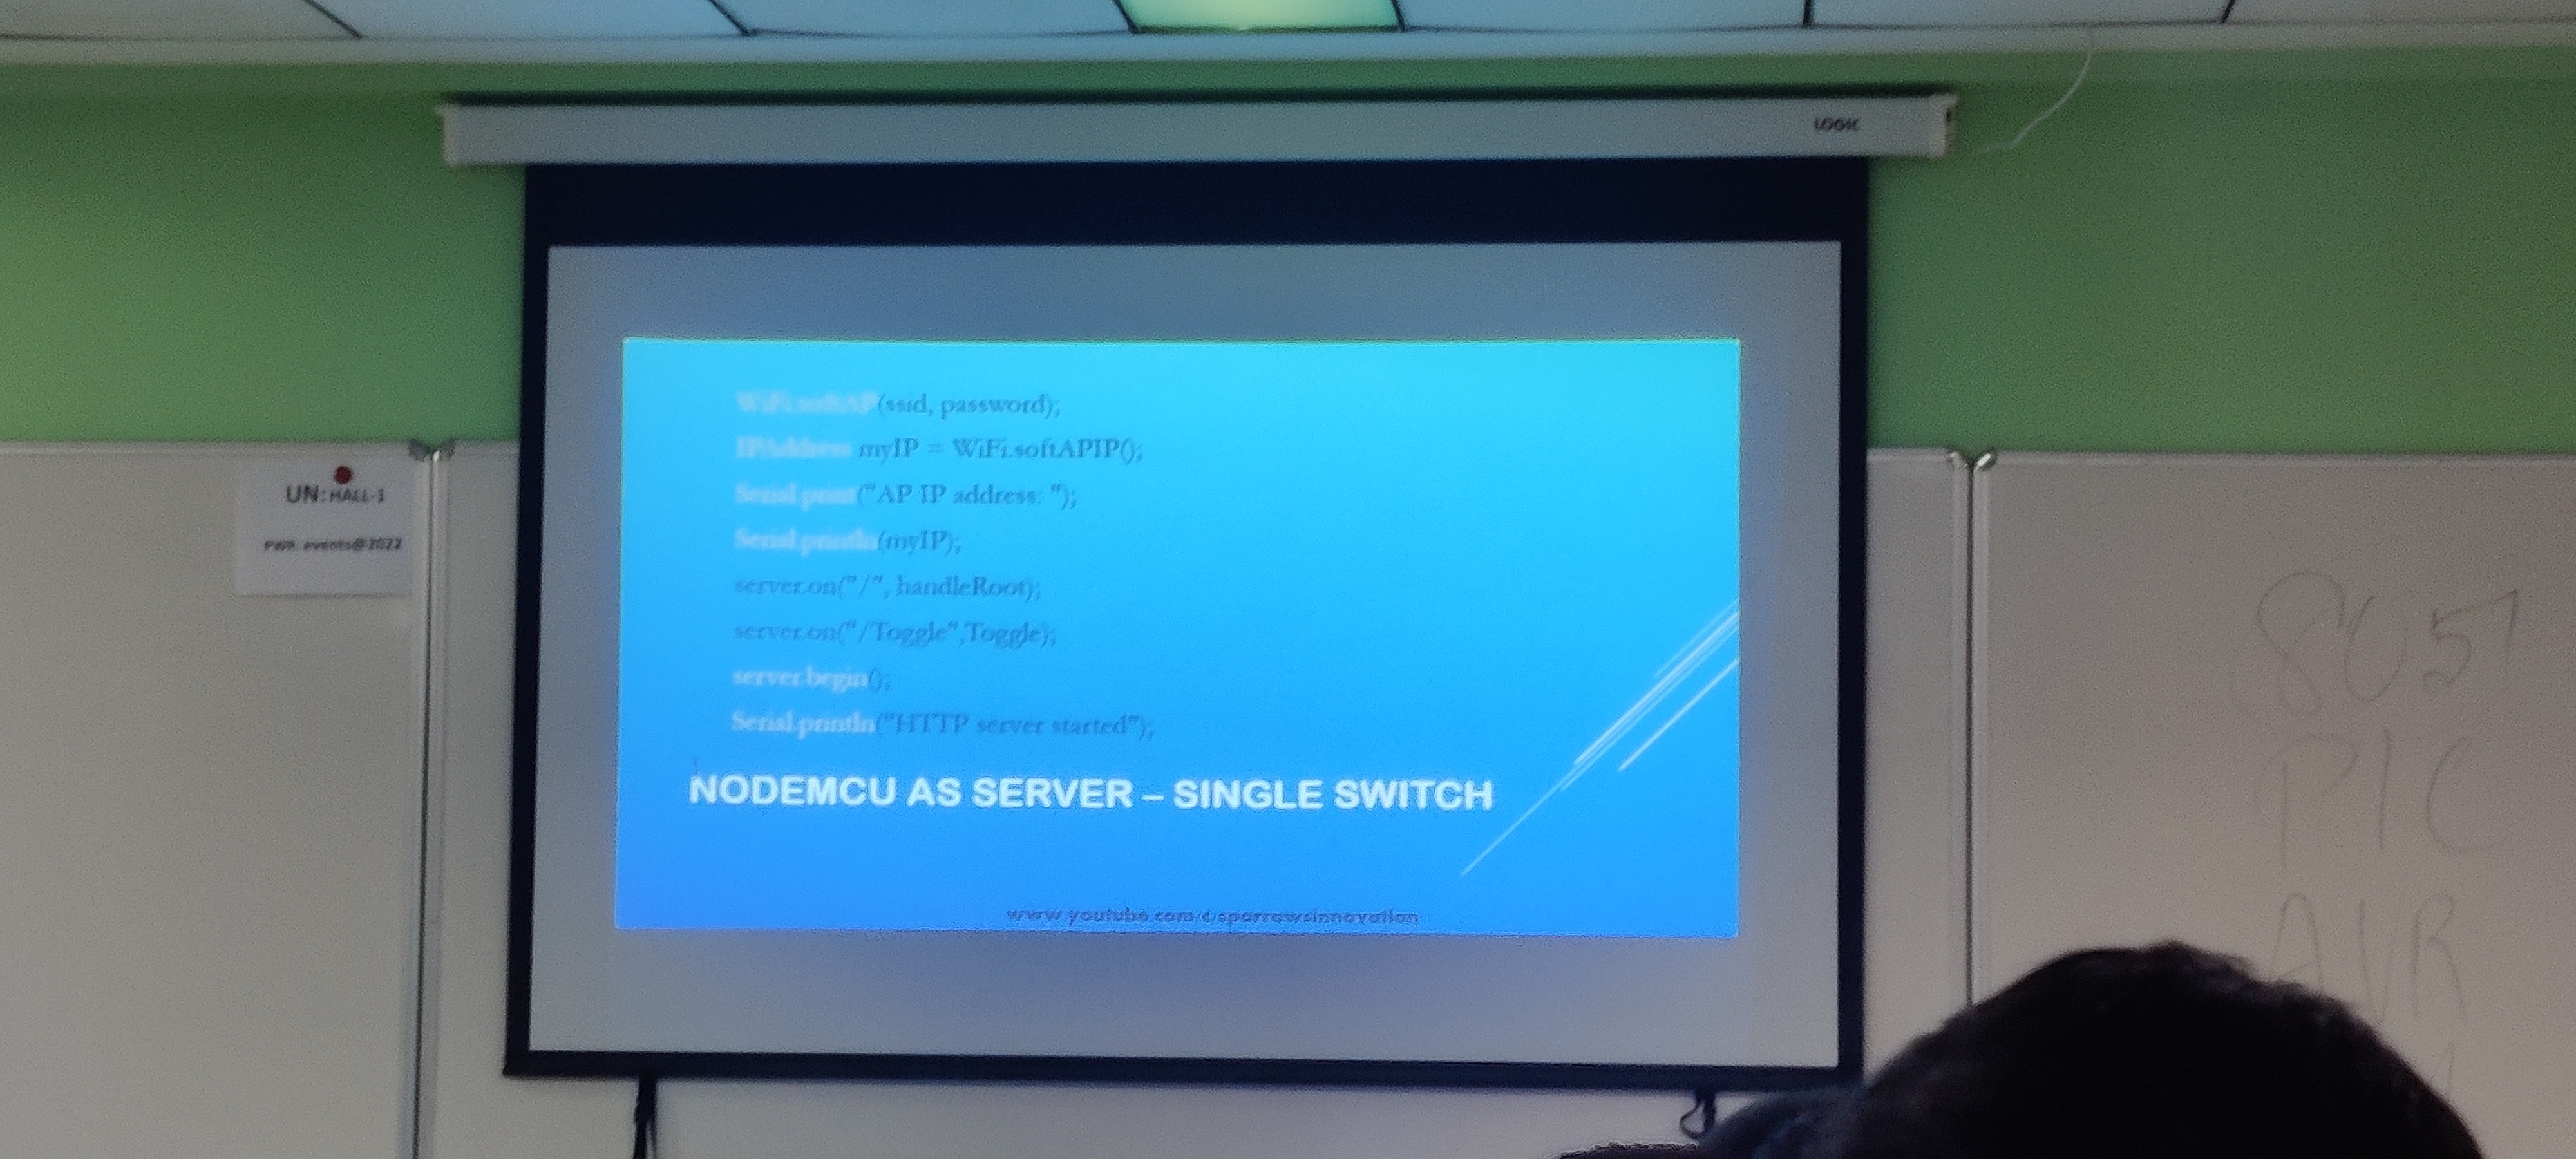 LOGIC
WiFi.softAP(ssid, password);
IPAddress myIP = WiFi.softAPIP();
Serial.print("AP IP address: ");
Serial.println(myIP);
server.on("/", handleRoot);
server.on("/Toggle",Toggle);
server.begin();
Serial.println("HTTP server started");
NODEMCU AS SERVER – SINGLE SWITCH
www.youtube.com/c/sparrowsinnovation
UN: HALL-1
PWR: events@2022
8051
PIC
AVR